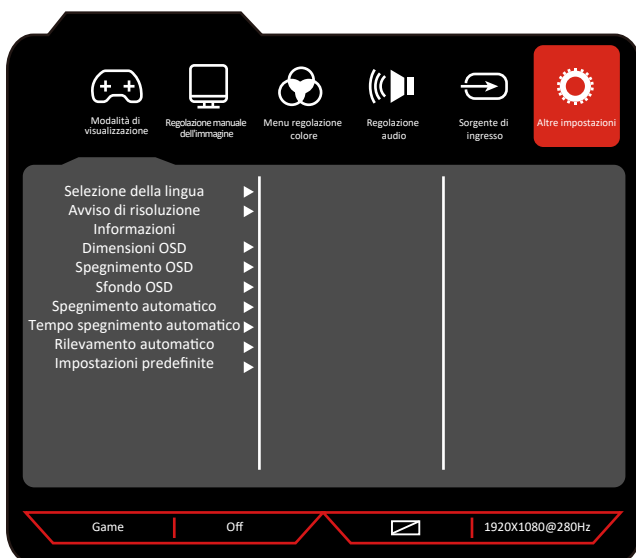 Modalità di
visualizzazione
Regolazione manuale
dell'immagine
Menu regolazione
colore
Regolazione
audio
Sorgente di
ingresso
Altre impostazioni
Selezione della lingua
Avviso di risoluzione
Informazioni
Dimensioni OSD
Spegnimento OSD
Sfondo OSD
Spegnimento automatico
Tempo spegnimento automatico
Rilevamento automatico
Impostazioni predefinite
Game
Off
1920X1080@280Hz